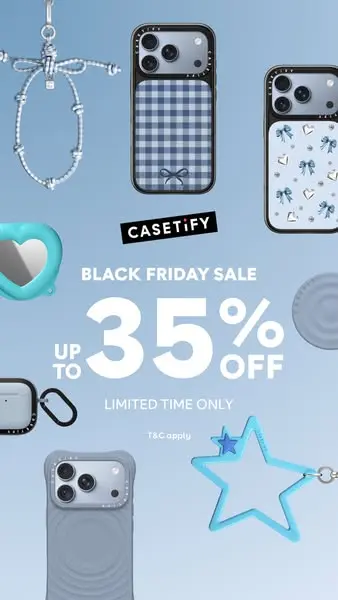 CASETiFY
BLACK FRIDAY SALE
UP TO 35% OFF
LIMITED TIME ONLY
T&C apply